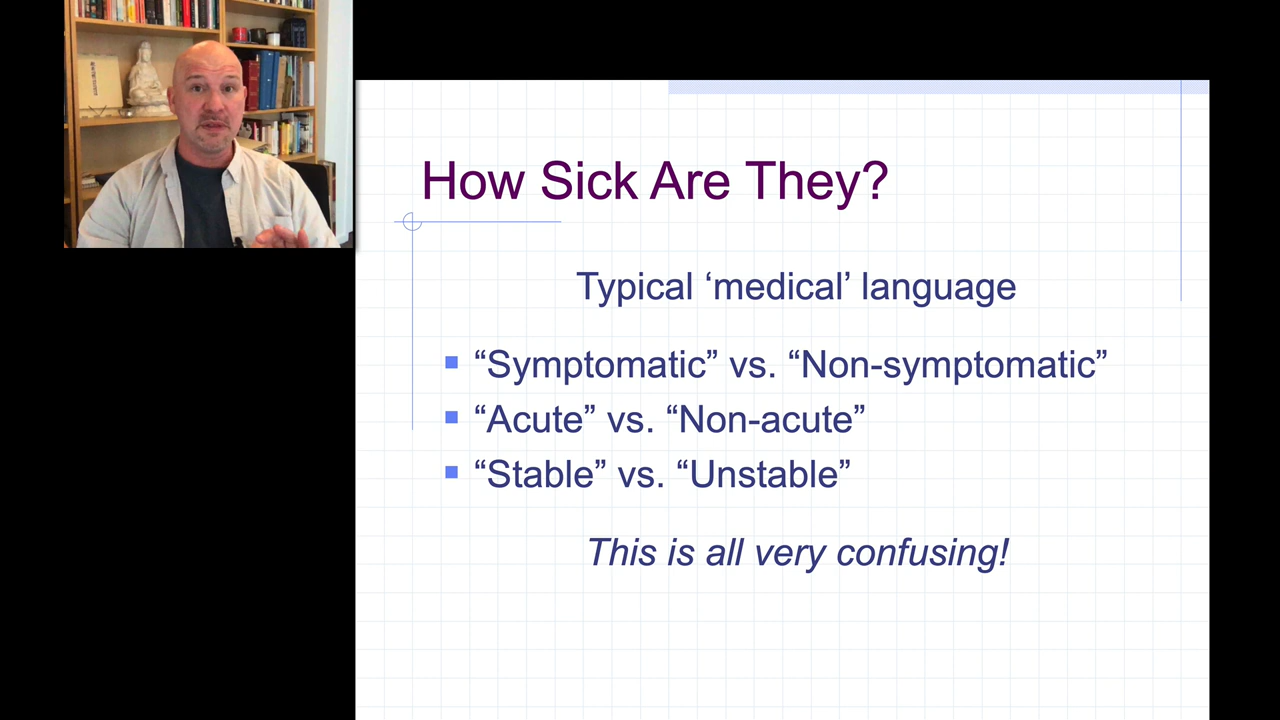 How Sick Are They?
Typical ‘medical’ language
“Symptomatic” vs. “Non-symptomatic”
“Acute” vs. “Non-acute”
“Stable” vs. “Unstable”
This is all very confusing!